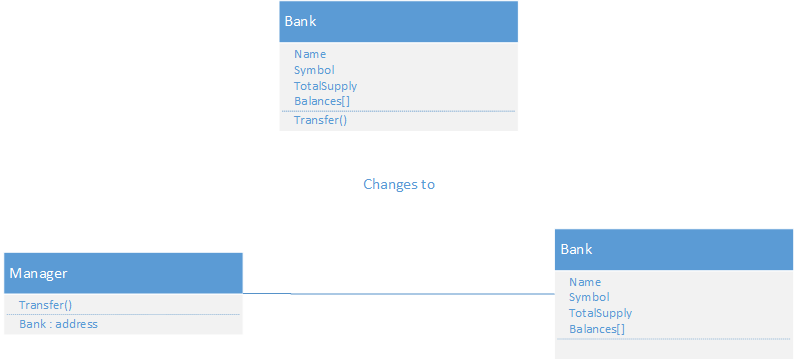 Bank
Name
Symbol
TotalSupply
Balances[]
Transfer()
Changes to
Manager
Transfer()
Bank : address
Bank
Name
Symbol
TotalSupply
Balances[]